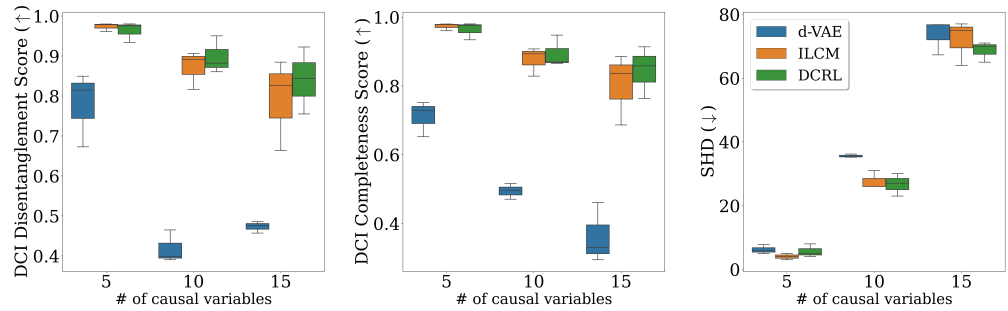 DCI Disentanglement Score (↑)
1.0
0.9
0.8
0.7
0.6
0.5
0.4
5
10
15
# of causal variables
DCI Completeness Score (↑)
1.0
0.8
0.6
0.4
5
10
15
# of causal variables
SHD (↓)
80
60
40
20
0
d-VAE
ILCM
DCRL
5
10
15
# of causal variables